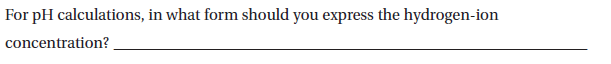 For pH calculations, in what form should you express the hydrogen-ion
concentration?